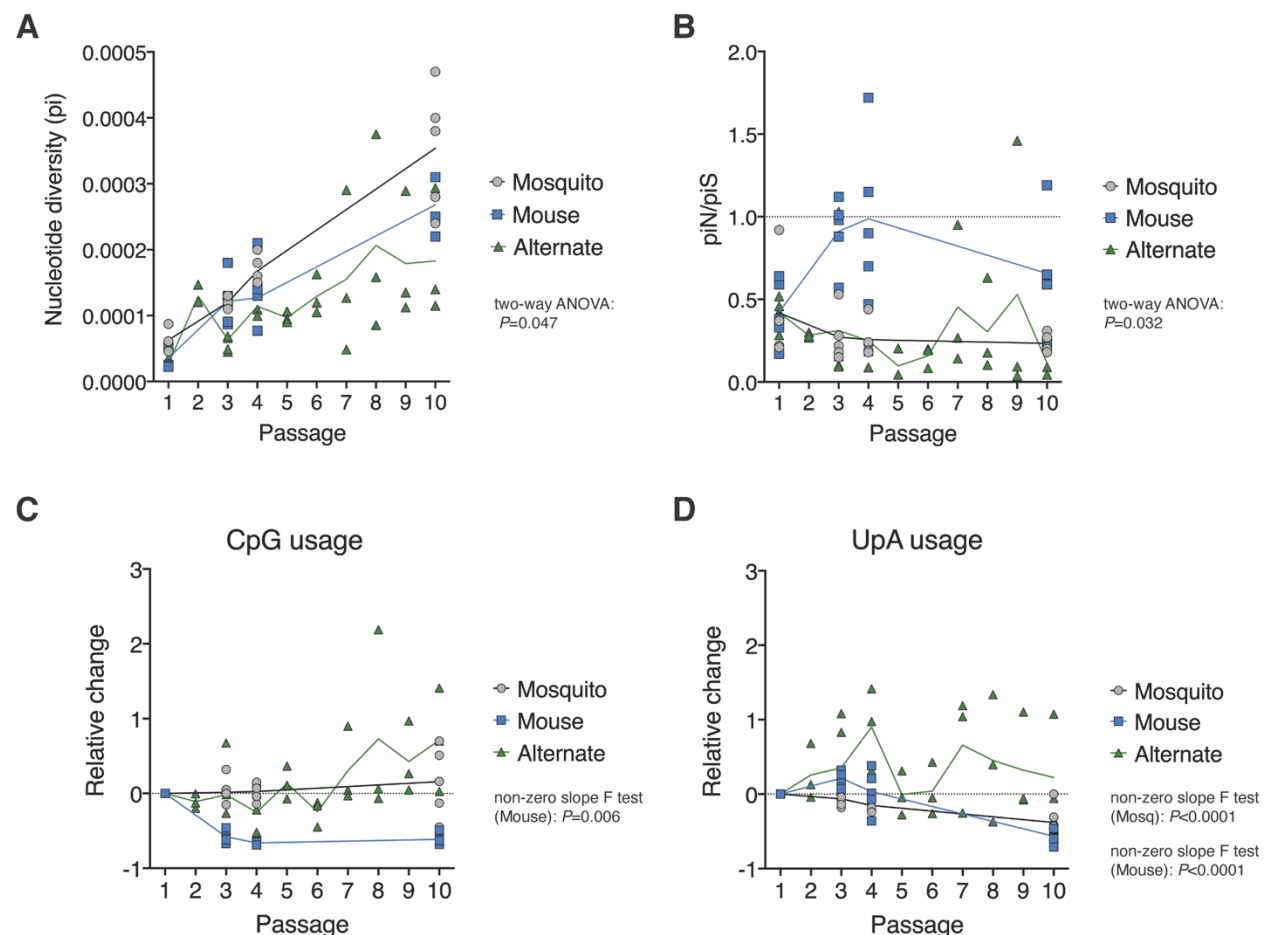 A
Nucleotide diversity (pi)
0.0005
0.0004
0.0003
0.0002
0.0001
0.0000
1 2 3 4 5 6 7 8 9 10
Passage
Mosquito
Mouse
Alternate
two-way ANOVA:
P=0.047
B
piN/piS
2.0
1.5
1.0
0.5
0.0
1 2 3 4 5 6 7 8 9 10
Passage
Mosquito
Mouse
Alternate
two-way ANOVA:
P=0.032
C
CpG usage
Relative change
3
2
1
0
-1
1 2 3 4 5 6 7 8 9 10
Passage
Mosquito
Mouse
Alternate
non-zero slope F test
(Mouse): P=0.006
D
UpA usage
Relative change
3
2
1
0
-1
1 2 3 4 5 6 7 8 9 10
Passage
Mosquito
Mouse
Alternate
non-zero slope F test
(Mosq): P<0.0001
non-zero slope F test
(Mouse): P<0.0001